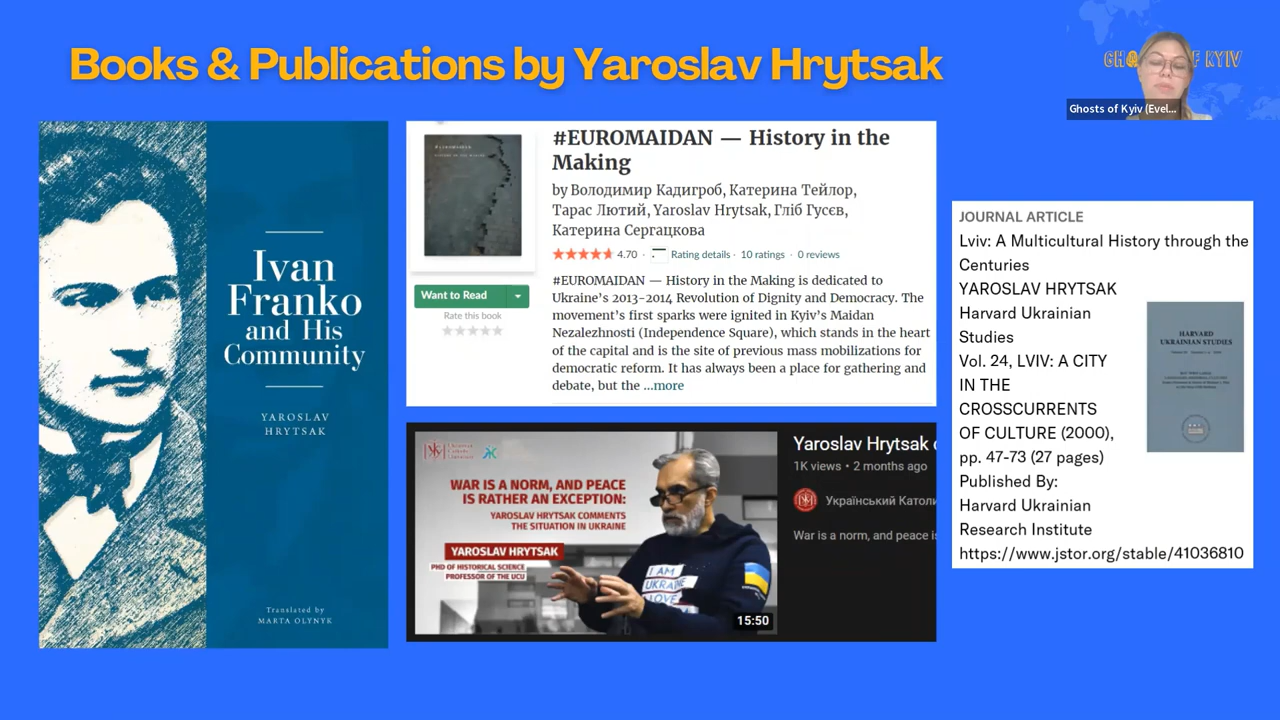 Books & Publications by Yaroslav Hrytsak
Ghosts of Kyiv (Evel...
Ivan
Franko
and His
Community
YAROSLAV
HRYTSAK
Translated by
MARTA OLYNYK
#EUROMAIDAN — History in the
Making
by Володимир Кадигроб, Катерина Тейлор,
Тарас Лютий, Yaroslav Hrytsak, Гліб Гусєв,
Катерина Сергацкова
4.70 · Rating details · 10 ratings · 0 reviews
Want to Read
Rate this book
#EUROMAIDAN — History in the Making is dedicated to
Ukraine's 2013-2014 Revolution of Dignity and Democracy. The
movement's first sparks were ignited in Kyiv's Maidan
Nezalezhnosti (Independence Square), which stands in the heart
of the capital and is the site of previous mass mobilizations for
democratic reform. It has always been a place for gathering and
debate, but the ...more
WAR IS A NORM, AND PEACE
IS RATHER AN EXCEPTION:
YAROSLAV HRYTSAK COMMENTS
THE SITUATION IN UKRAINE
YAROSLAV HRYTSAK
PHD OF HISTORICAL SCIENCE
PROFESSOR OF THE UCU
I AM
UKRAINE
LOVE
15:50
Yaroslav Hrytsak
1K views • 2 months ago
Український Католи
War is a norm, and peace is
JOURNAL ARTICLE
Lviv: A Multicultural History through the
Centuries
YAROSLAV HRYTSAK
Harvard Ukrainian
Studies
Vol. 24, LVIV: A CITY
IN THE
CROSSCURRENTS
OF CULTURE (2000),
pp. 47-73 (27 pages)
Published By:
Harvard Ukrainian
Research Institute
https://www.jstor.org/stable/41036810
HARVARD
UKRAINIAN STUDIES